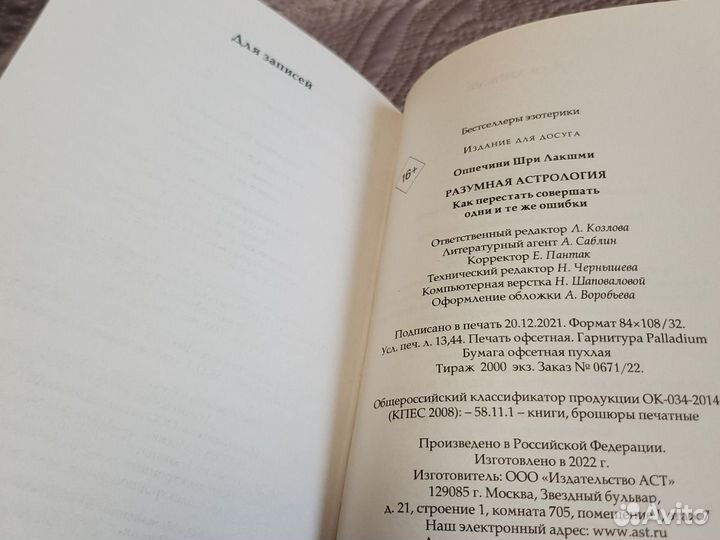 Для записей
Бестселлеры эзотерики
Издание для досуга
16+
Оппечини Шри Лакшми
РАЗУМНАЯ АСТРОЛОГИЯ
Как перестать совершать
одни и те же ошибки
Ответственный редактор Л. Козлова
Литературный агент А. Саблин
Корректор Е. Пантак
Технический редактор Н. Чернышева
Компьютерная верстка Н. Шаповаловой
Оформление обложки А. Воробьева
Подписано в печать 20.12.2021. Формат 84×108/32.
Усл. печ. л. 13,44. Печать офсетная. Гарнитура Palladium
Бумага офсетная пухлая
Тираж 2000 экз. Заказ № 0671/22.
Общероссийский классификатор продукции ОК-034-2014
(КПЕС 2008): – 58.11.1 – книги, брошюры печатные
Произведено в Российской Федерации.
Изготовлено в 2022 г.
Изготовитель: ООО «Издательство АСТ»
129085 г. Москва, Звездный бульвар,
д. 21, строение 1, комната 705, помещение
Наш электронный адрес: www.ast.ru
Avito